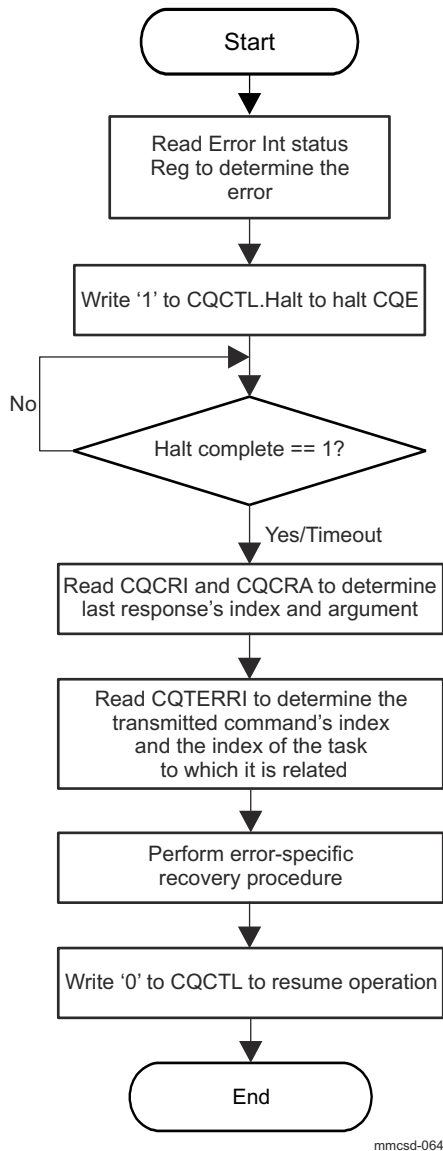 Start
Read Error Int status
Reg to determine the
error
Write ‘1’ to CQCTL.Halt to halt CQE
No
Halt complete == 1?
Yes/Timeout
Read CQCRI and CQCRA to determine
last response’s index and argument
Read CQTERRI to determine the
transmitted command’s index
and the index of the task
to which it is related
Perform error-specific
recovery procedure
Write ‘0’ to CQCTL to resume operation
End
mmcsd-064